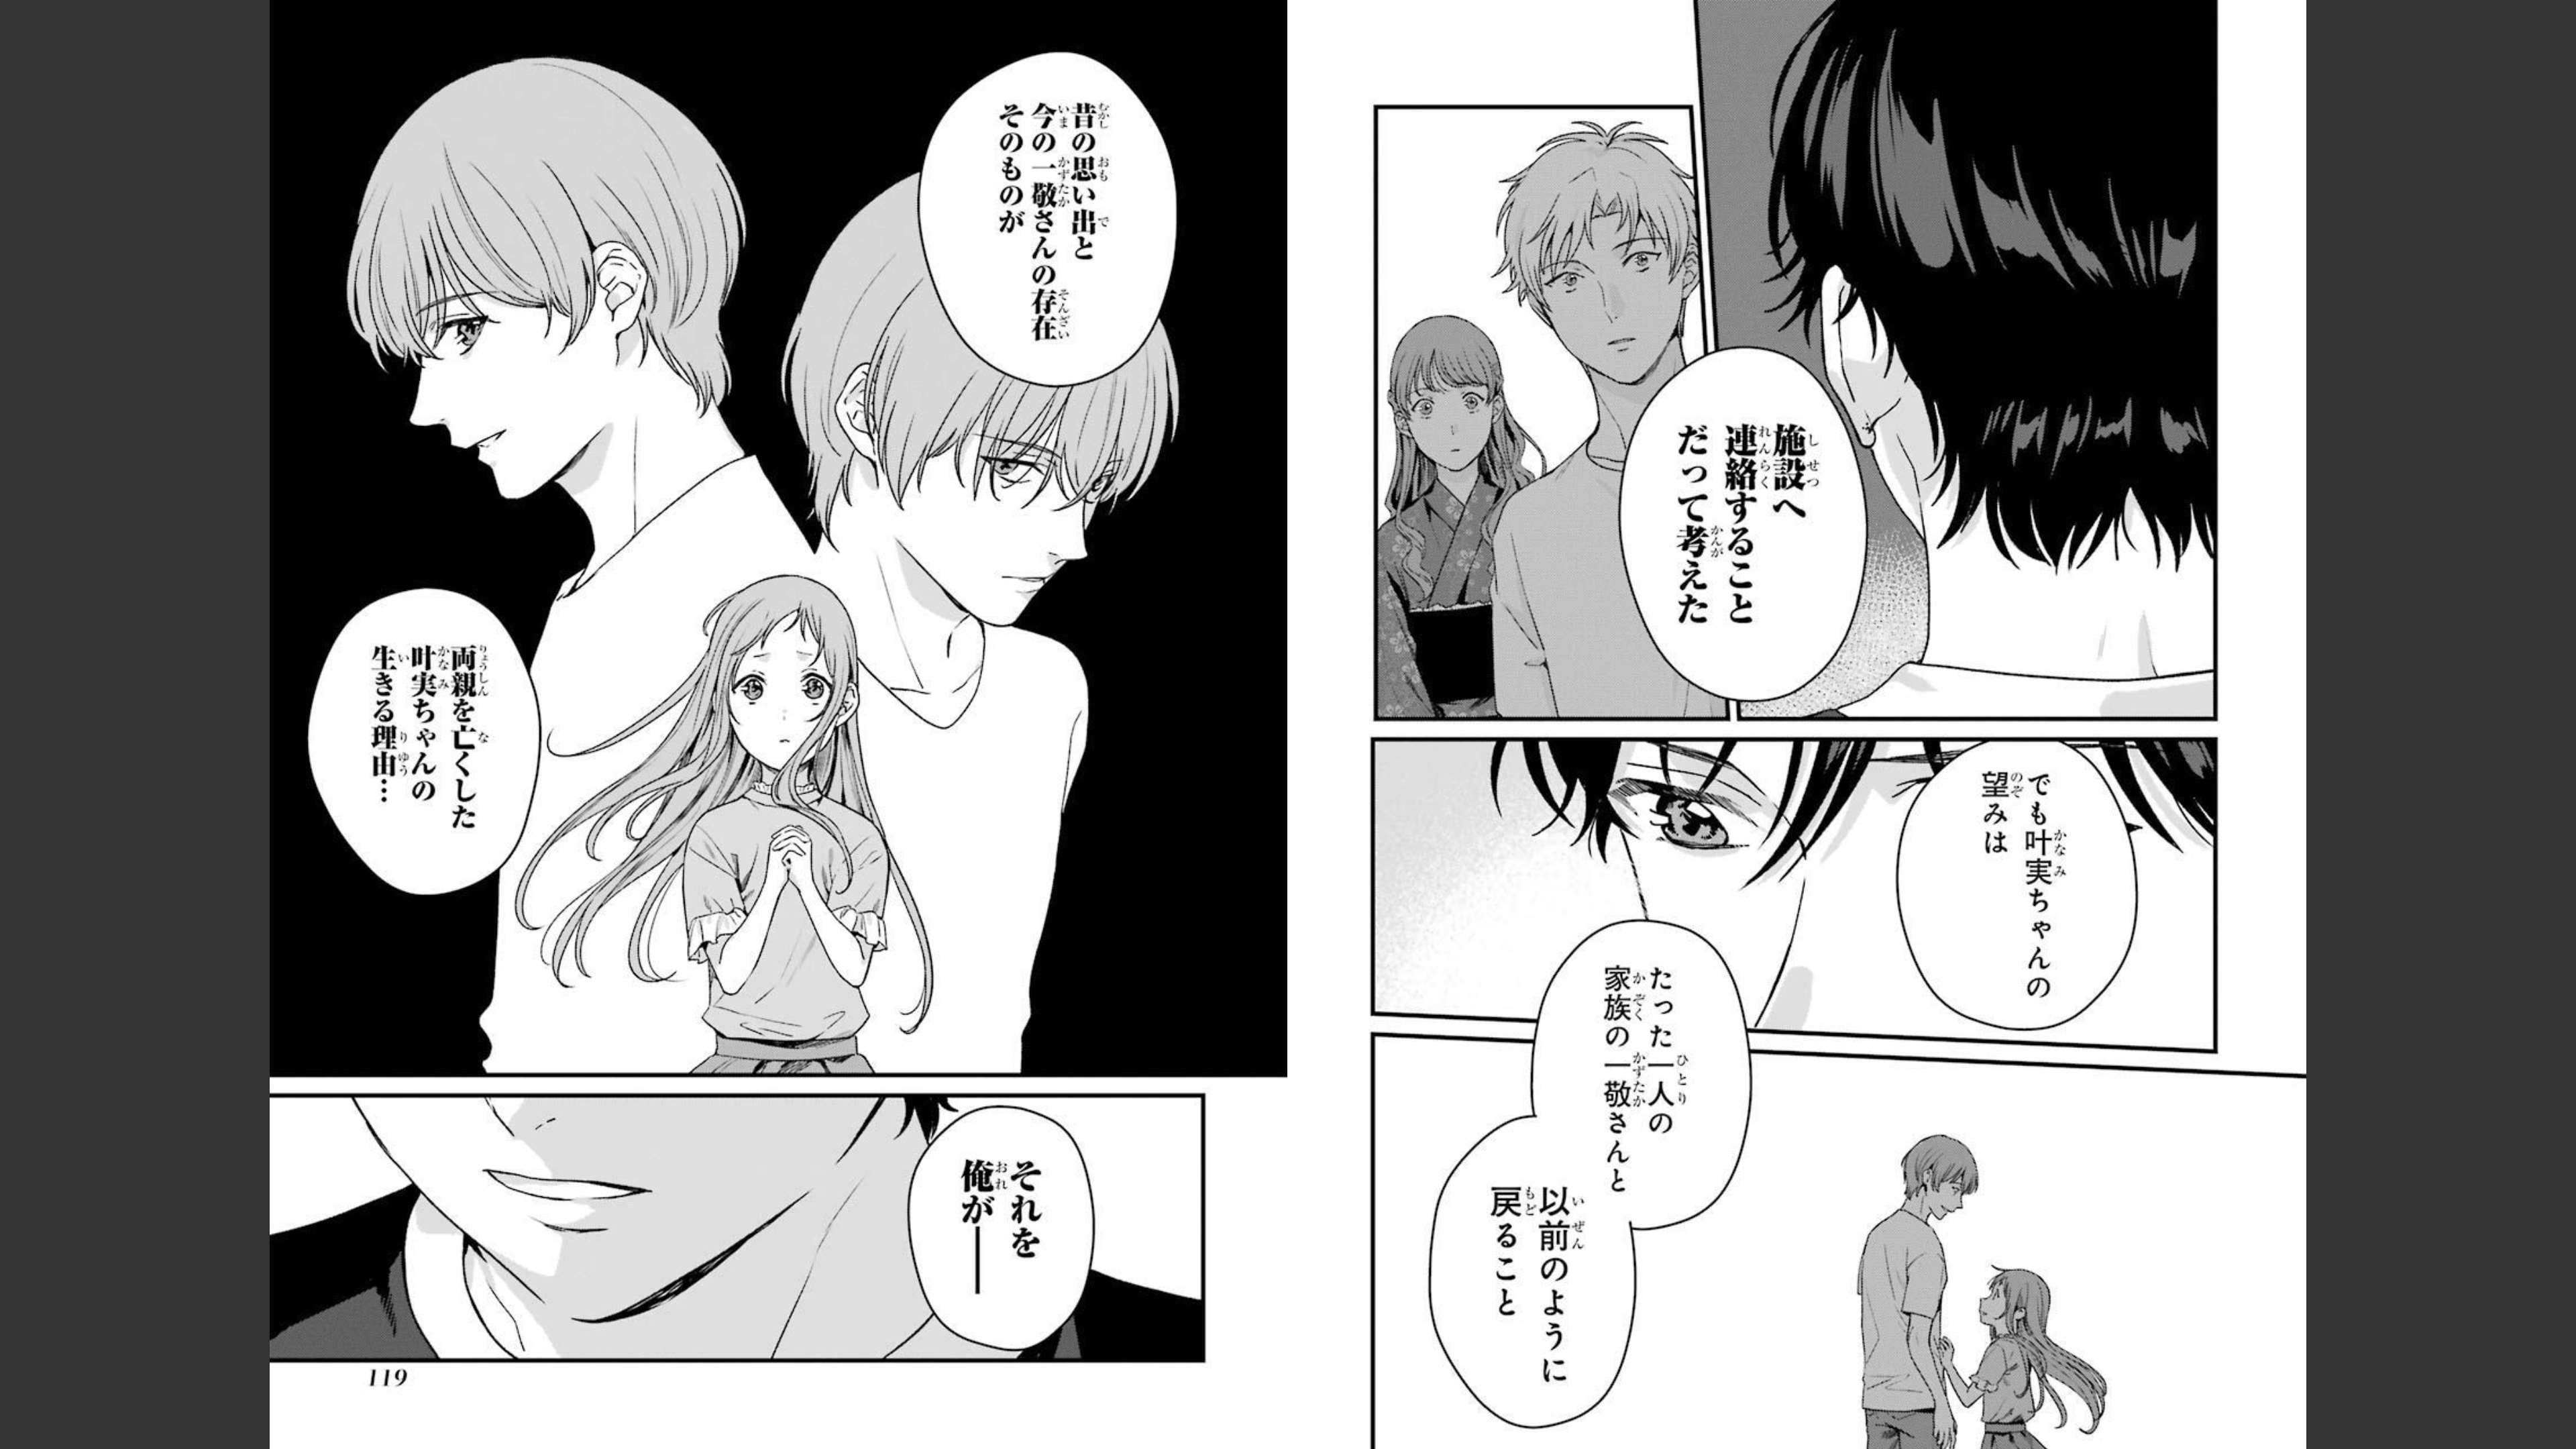 施設へ
連絡すること
だって考えた
でも叶実ちゃんの
望みは
たった一人の
家族の一敬さんと
以前のように
戻ること
昔の思い出と
今の一敬さんの存在
そのものが
両親を亡くした
叶実ちゃんの
生きる理由…
それを
俺が──
119